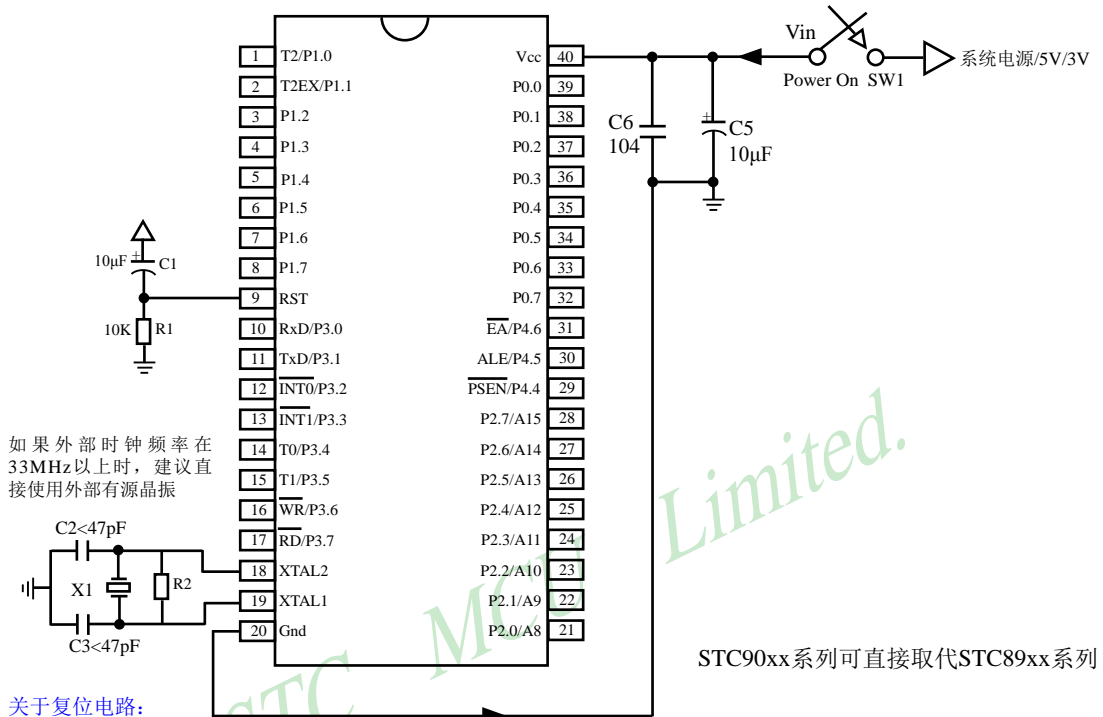 Vin
Power On SW1
系统电源/5V/3V
1 T2/P1.0
2 T2EX/P1.1
3 P1.2
4 P1.3
5 P1.4
6 P1.5
7 P1.6
8 P1.7
9 RST
10 RxD/P3.0
11 TxD/P3.1
12 INT0/P3.2
13 INT1/P3.3
14 T0/P3.4
15 T1/P3.5
16 WR/P3.6
17 RD/P3.7
18 XTAL2
19 XTAL1
20 Gnd
Vcc 40
P0.0 39
P0.1 38
P0.2 37
P0.3 36
P0.4 35
P0.5 34
P0.6 33
P0.7 32
EA/P4.6 31
ALE/P4.5 30
PSEN/P4.4 29
P2.7/A15 28
P2.6/A14 27
P2.5/A13 26
P2.4/A12 25
P2.3/A11 24
P2.2/A10 23
P2.1/A9 22
P2.0/A8 21
C6
104
+
C5
10μF
10μF + C1
10K R1
如果外部时钟频率在
33MHz以上时，建议直
接使用外部有源晶振
C2<47pF
X1
R2
C3<47pF
STC MCU Limited.
STC90xx系列可直接取代STC89xx系列
关于复位电路：